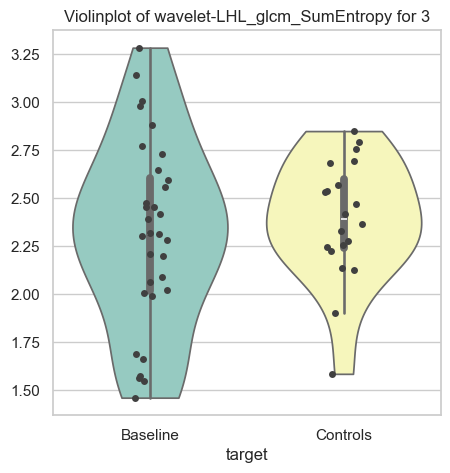 Violinplot of wavelet-LHL_glcm_SumEntropy for 3
3.25
3.00
2.75
2.50
2.25
2.00
1.75
1.50
Baseline
Controls
target